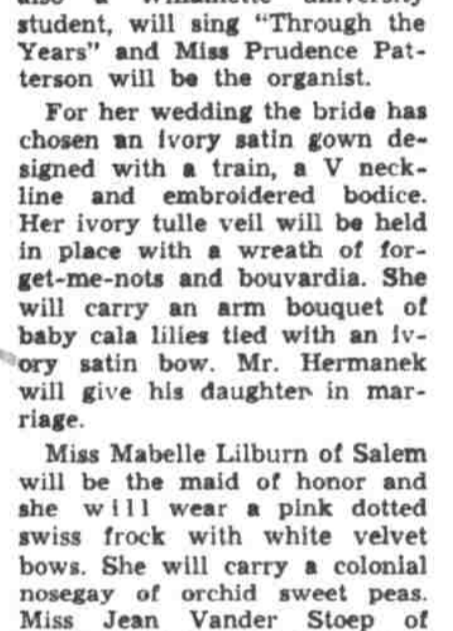 also a Willamette university
student, will sing "Through the
Years" and Miss Prudence Pat-
terson will be the organist.
For her wedding the bride has
chosen an ivory satin gown de-
signed with a train, a V neck-
line and embroidered bodice.
Her ivory tulle veil will be held
in place with a wreath of for-
get-me-nots and bouvardia. She
will carry an arm bouquet of
baby cala lilies tied with an iv-
ory satin bow. Mr. Hermanek
will give his daughter in mar-
riage.
Miss Mabelle Lilburn of Salem
will be the maid of honor and
she will wear a pink dotted
swiss frock with white velvet
bows. She will carry a colonial
nosegay of orchid sweet peas.
Miss Jean Vander Stoep of